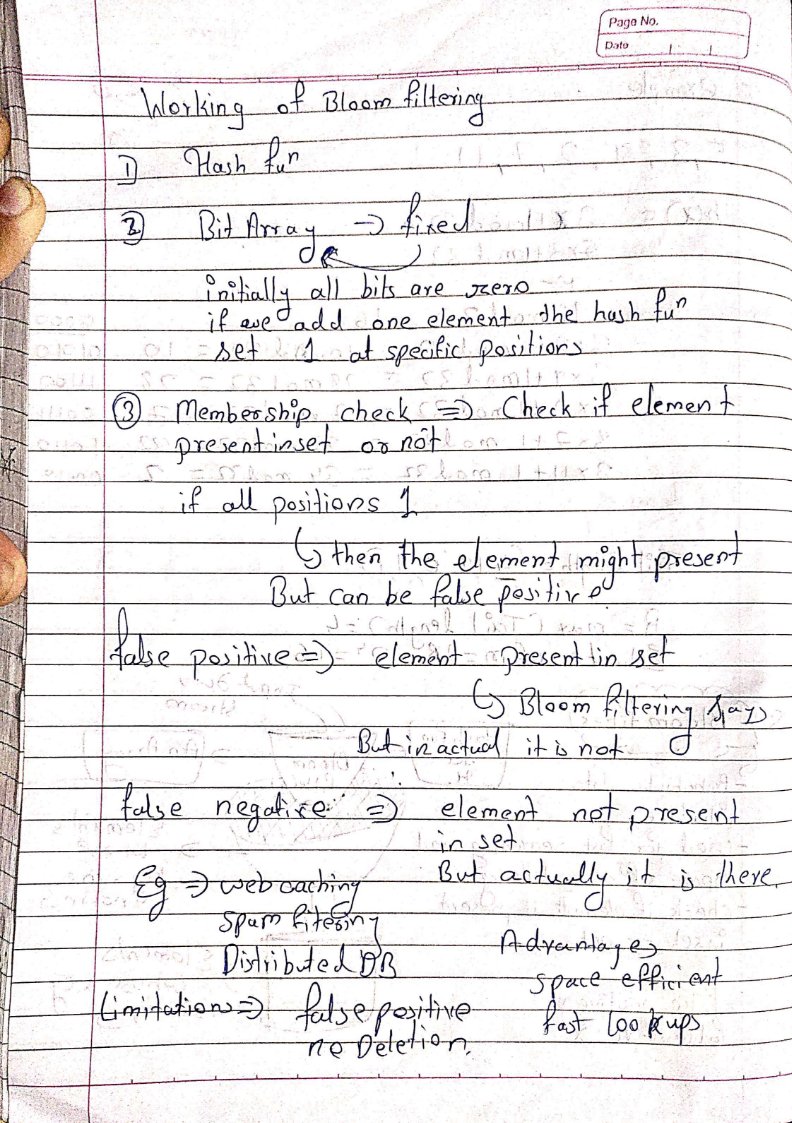 Page No.
Date
Working of Bloom filtering
1) Hash fuⁿ
2) Bit Array → fixed
initially all bits are zero
if we add one element the hash fuⁿ
set 1 at specific positions
3) Membership check ⇒ Check if element
present in set or not
if all positions 1
↳ then the element might present
But can be false positive
false positive ⇒ element present in set
↳ Bloom filtering says
But in actual it is not
false negative ⇒ element not present
in set
But actually it is there.
Eg ⇒ web caching
spam fitering
Distributed DB
Advantages
space efficient
fast lookups
Limitations ⇒ false positive
no Deletion.